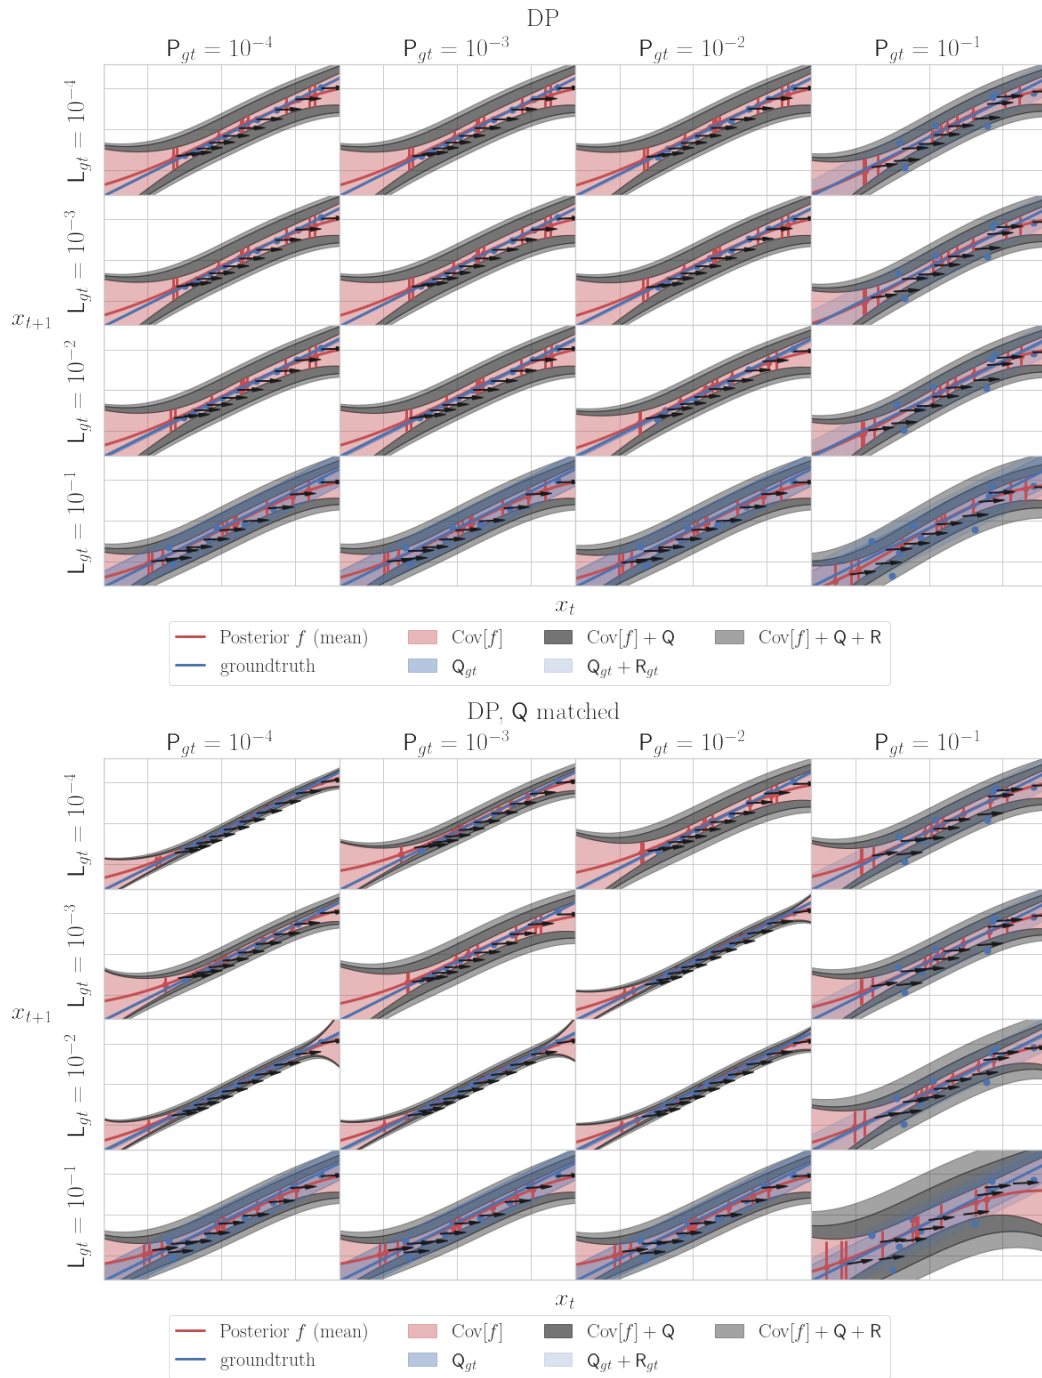 DP
P_gt = 10^-4 P_gt = 10^-3 P_gt = 10^-2 P_gt = 10^-1
L_gt = 10^-4
L_gt = 10^-3
x_{t+1}
L_gt = 10^-2
L_gt = 10^-1
x_t
Posterior f (mean) Cov[f] Cov[f] + Q Cov[f] + Q + R
groundtruth Q_gt Q_gt + R_gt
DP, Q matched
P_gt = 10^-4 P_gt = 10^-3 P_gt = 10^-2 P_gt = 10^-1
L_gt = 10^-4
L_gt = 10^-3
x_{t+1}
L_gt = 10^-2
L_gt = 10^-1
x_t
Posterior f (mean) Cov[f] Cov[f] + Q Cov[f] + Q + R
groundtruth Q_gt Q_gt + R_gt